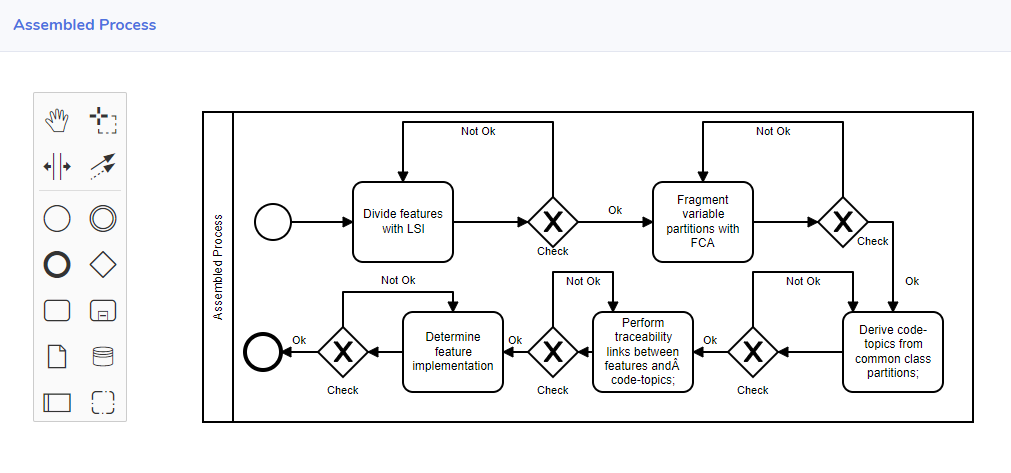 Assembled Process
Assembled Process
Not Ok
Not Ok
Divide features
with LSI
Check
Ok
Fragment
variable
partitions with
FCA
Check
Ok
Derive code-
topics from
common class
partitions;
Not Ok
Check
Ok
Perform
traceability
links between
features andÂ
code-topics;
Not Ok
Check
Ok
Determine
feature
implementation
Not Ok
Check
Ok